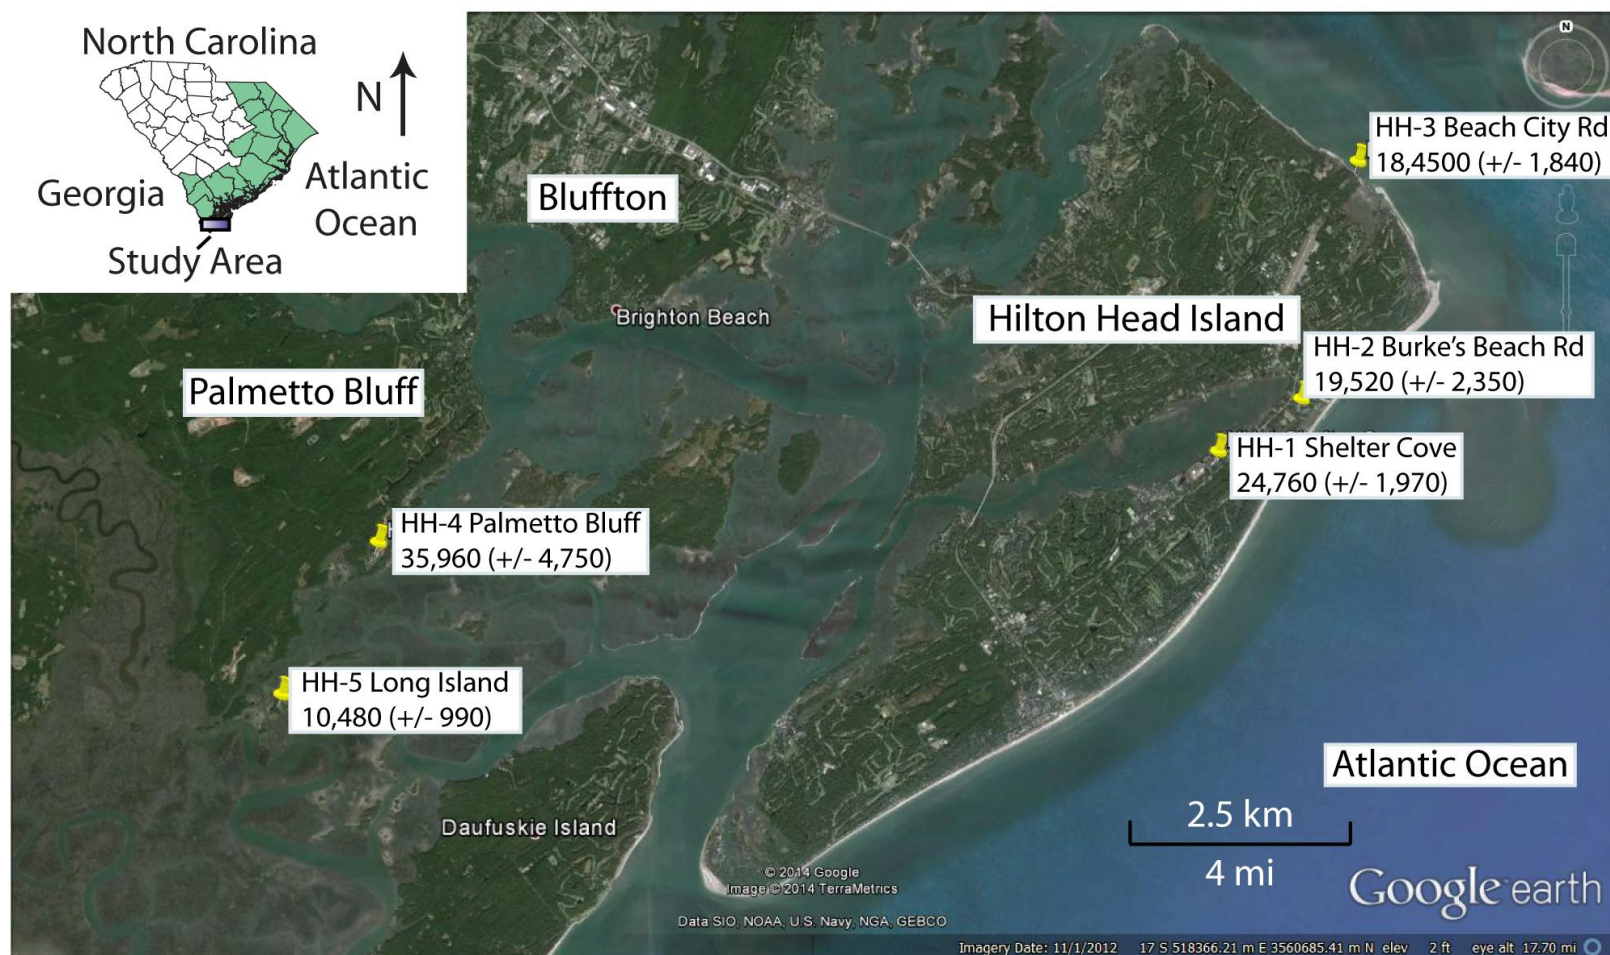 North Carolina
N
Georgia
Atlantic
Ocean
Study Area
N
HH-3 Beach City Rd
18,4500 (+/- 1,840)
Bluffton
Brighton Beach
Hilton Head Island
HH-2 Burke's Beach Rd
19,520 (+/- 2,350)
Palmetto Bluff
HH-1 Shelter Cove
24,760 (+/- 1,970)
HH-4 Palmetto Bluff
35,960 (+/- 4,750)
HH-5 Long Island
10,480 (+/- 990)
Atlantic Ocean
Daufuskie Island
2.5 km
4 mi
© 2014 Google
Image © 2014 TerraMetrics
Data SIO, NOAA, U.S. Navy, NGA, GEBCO
Google earth
Imagery Date: 11/1/2012 17 S 518366.21 m E 3560685.41 m N elev 2 ft eye alt 17.70 mi